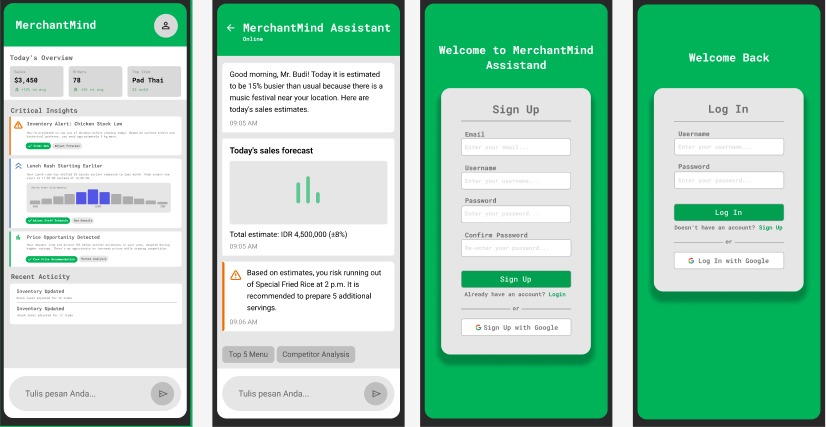 MerchantMind
Today's Overview
Sales
Orders
Top Item
$3,450
78
Pad Thai
Critical Insights
Inventory Alert: Chicken Stock Low
Lunch Rush Starting Earlier
Price Opportunity Detected
Recent Acticity
Inventory Updated
Inventory Updated
Tulis pesan Anda...
MerchantMind Assistant
Online
Good morning, Mr. Budi! Today it is estimated
to be 15% busier than usual because there is a
music festival near your location. Here are
today's sales estimates.
09:05 AM
Today's sales forecast
Total estimate: IDR 4,500,000 (±8%)
09:05 AM
Based on estimates, you risk running out
of Special Fried Rice at 2 p.m. It is
recommended to prepare 5 additional
servings.
09:06 AM
Top 5 Menu
Competitor Analysis
Tulis pesan Anda...
Welcome to MerchantMind
Assistand
Sign Up
Email
Enter your email...
Username
Enter your username...
Password
Enter your password...
Confirm Password
Re-enter your password...
Sign Up
Already have an account? Login
or
Sign Up with Google
Welcome Back
Log In
Username
Enter your username...
Password
Enter your password...
Log In
Doesn't have an account? Sign Up
or
Log In with Google